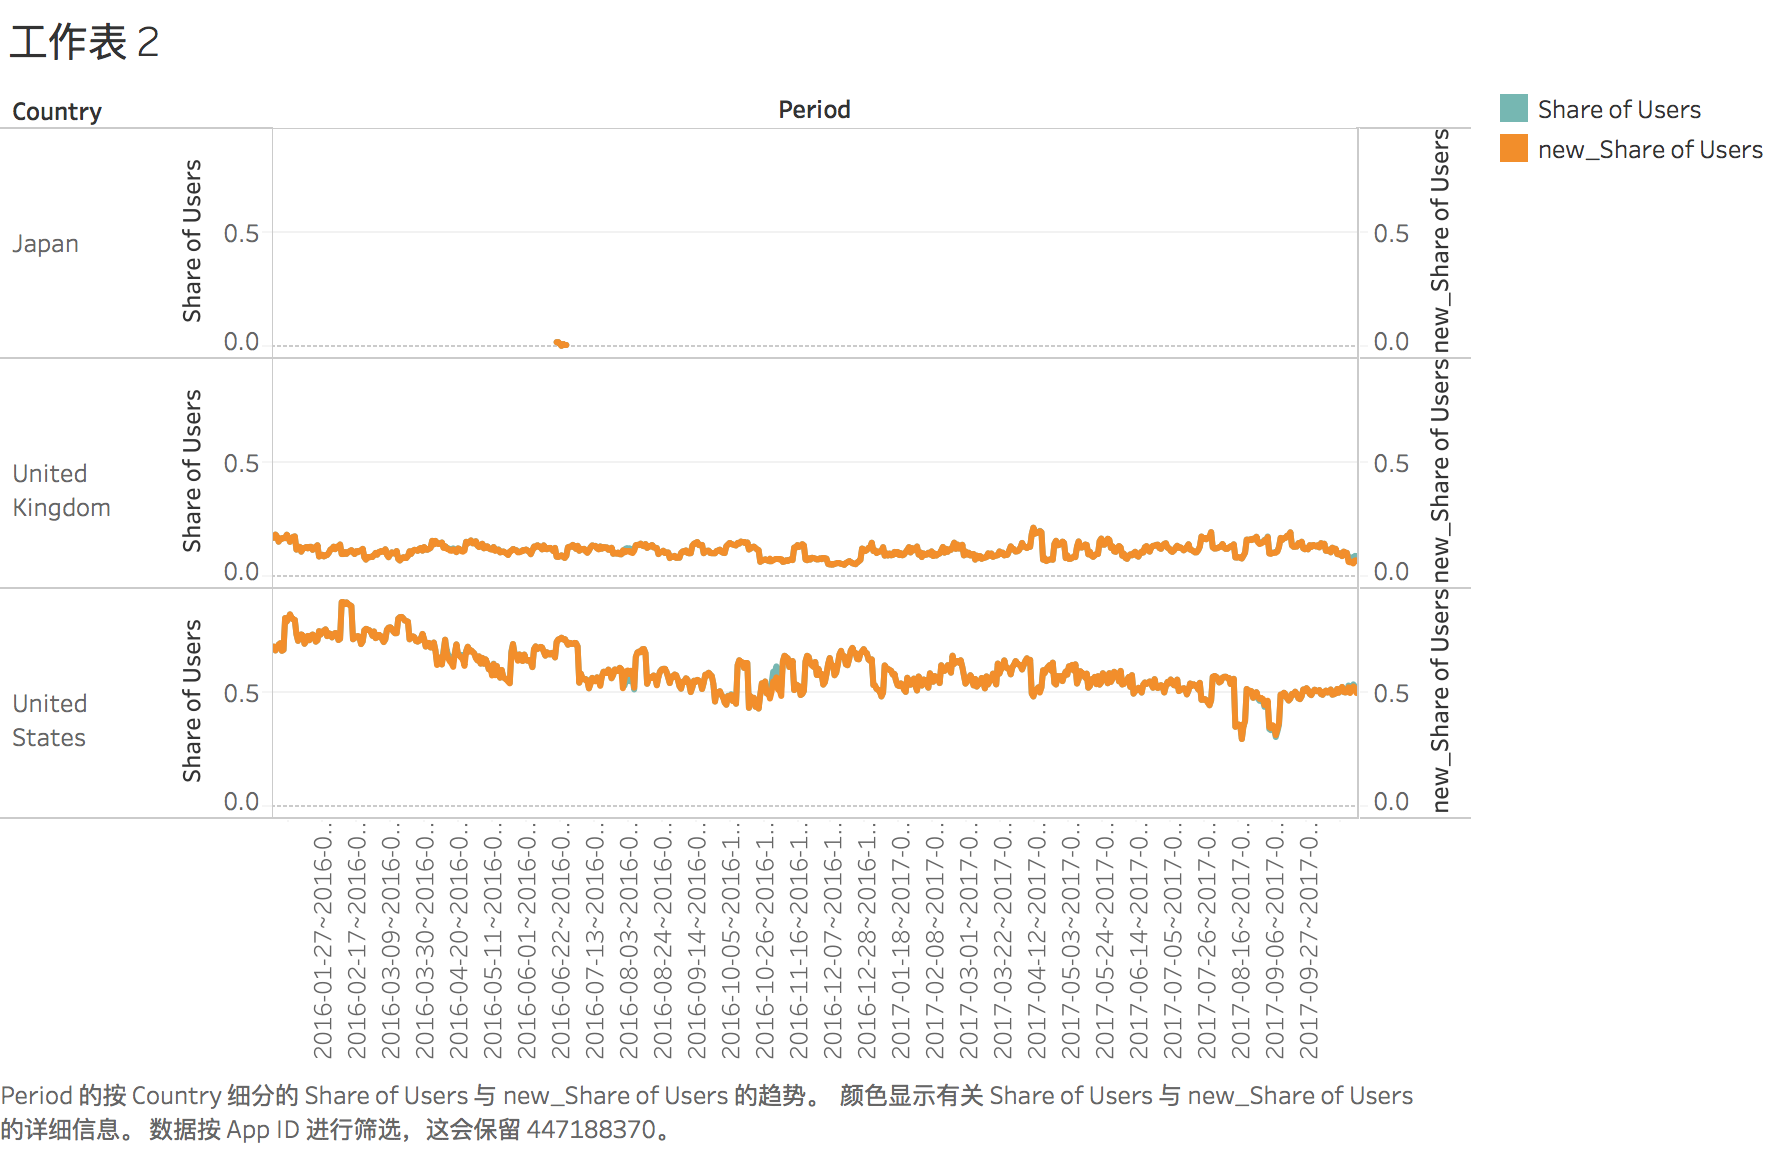 工作表 2
Country
Period
Share of Users
new_Share of Users
Japan
Share of Users
0.5
0.0
0.5
0.0
new_Share of Users
United
Kingdom
Share of Users
0.5
0.0
0.5
0.0
new_Share of Users
United
States
Share of Users
0.5
0.0
0.5
0.0
new_Share of Users
2016-01-27~2016-0..
2016-02-17~2016-0..
2016-03-09~2016-0..
2016-03-30~2016-0..
2016-04-20~2016-0..
2016-05-11~2016-0..
2016-06-01~2016-0..
2016-06-22~2016-0..
2016-07-13~2016-0..
2016-08-03~2016-0..
2016-08-24~2016-0..
2016-09-14~2016-0..
2016-10-05~2016-1..
2016-10-26~2016-1..
2016-11-16~2016-1..
2016-12-07~2016-1..
2016-12-28~2016-1..
2017-01-18~2017-0..
2017-02-08~2017-0..
2017-03-01~2017-0..
2017-03-22~2017-0..
2017-04-12~2017-0..
2017-05-03~2017-0..
2017-05-24~2017-0..
2017-06-14~2017-0..
2017-07-05~2017-0..
2017-07-26~2017-0..
2017-08-16~2017-0..
2017-09-06~2017-0..
2017-09-27~2017-0..
Period 的按 Country 细分的 Share of Users 与 new_Share of Users 的趋势。 颜色显示有关 Share of Users 与 new_Share of Users
的详细信息。 数据按 App ID 进行筛选，这会保留 447188370。